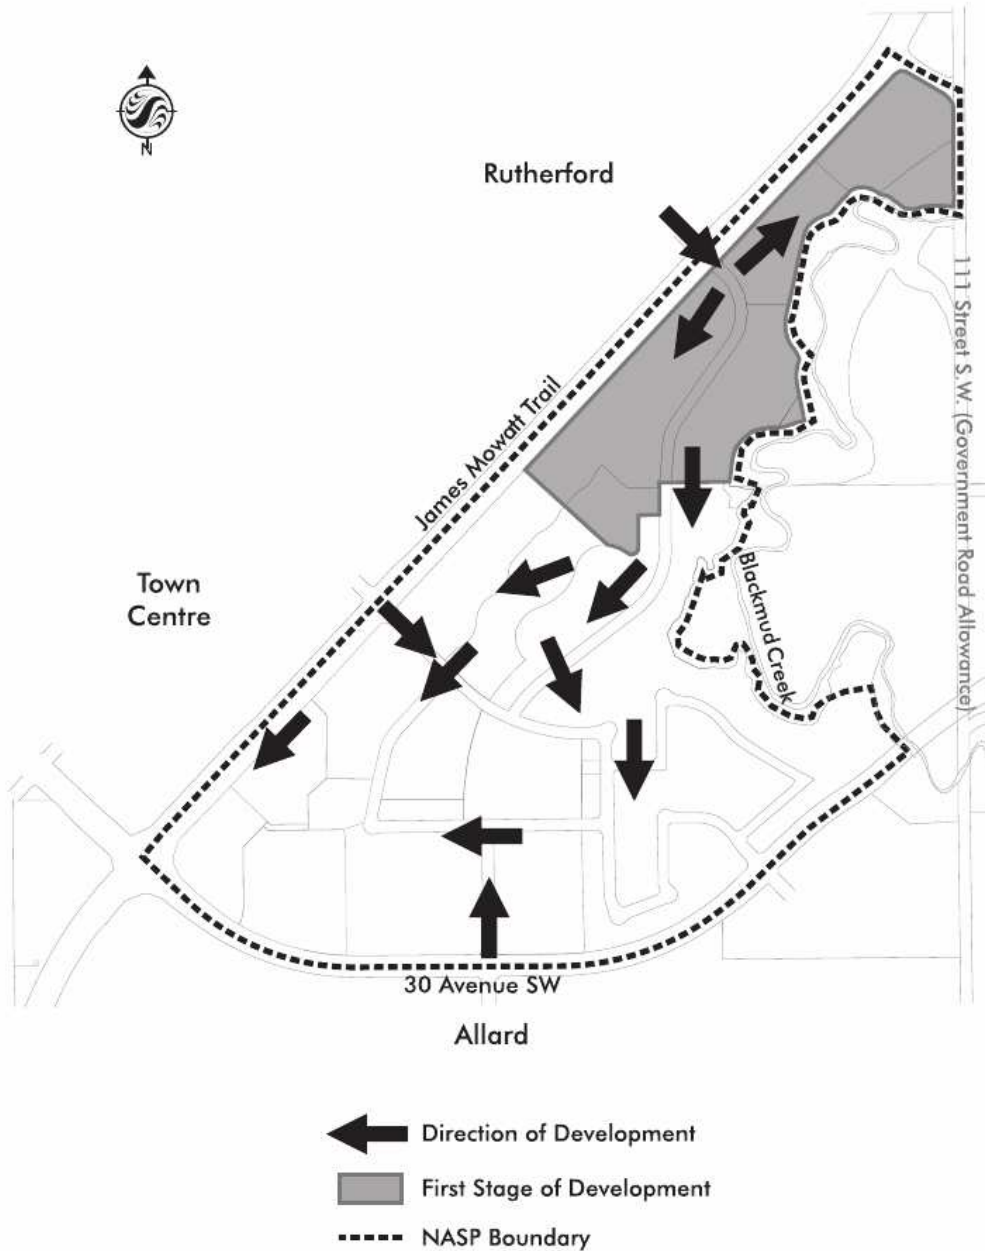 N
Rutherford
James Mowatt Trail
111 Street S.W. (Government Road Allowance)
Town
Centre
Blackmud Creek
30 Avenue SW
Allard
Direction of Development
First Stage of Development
NASP Boundary